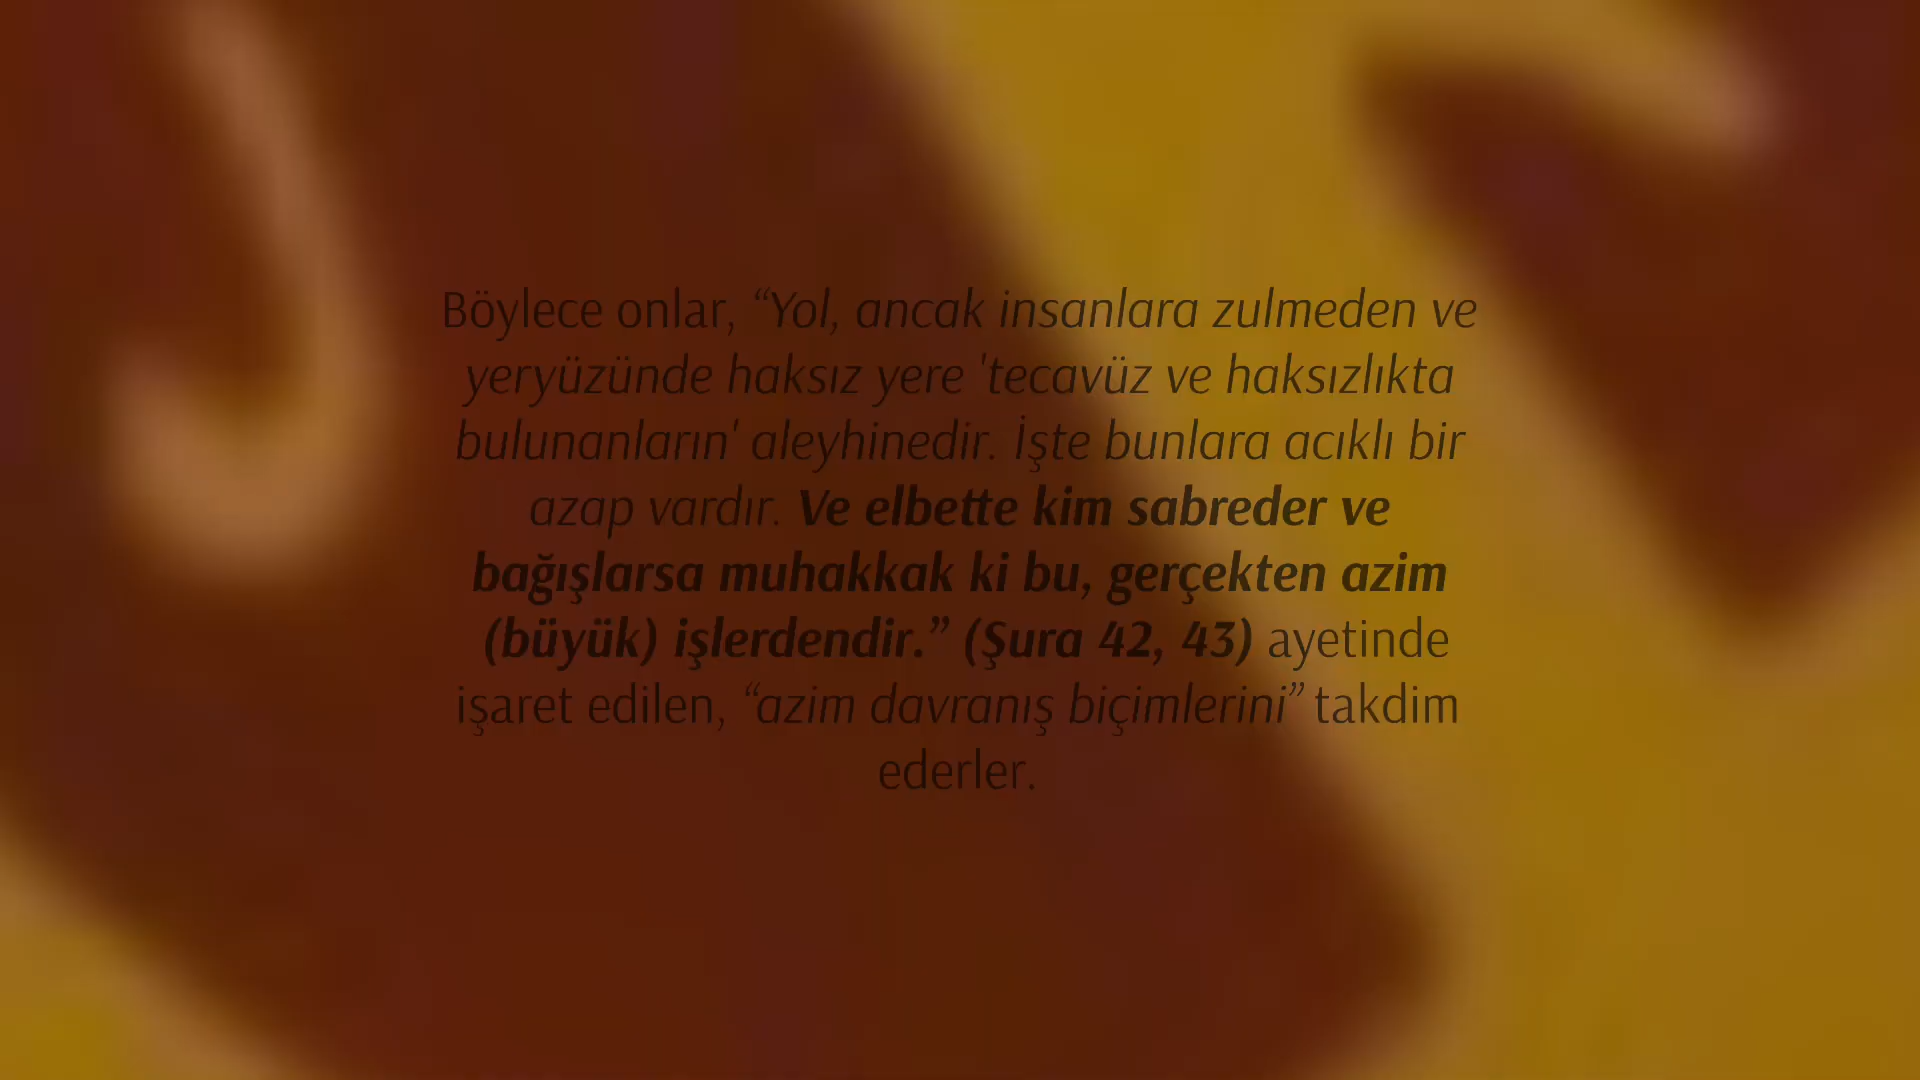 Böylece onlar, “Yol, ancak insanlara zulmeden ve
yeryüzünde haksız yere 'tecavüz ve haksızlıkta
bulunanların' aleyhinedir. İşte bunlara acıklı bir
azap vardır. Ve elbette kim sabreder ve
bağışlarsa muhakkak ki bu, gerçekten azim
(büyük) işlerdendir.” (Şura 42, 43) ayetinde
işaret edilen, “azim davranış biçimlerini” takdim
ederler.